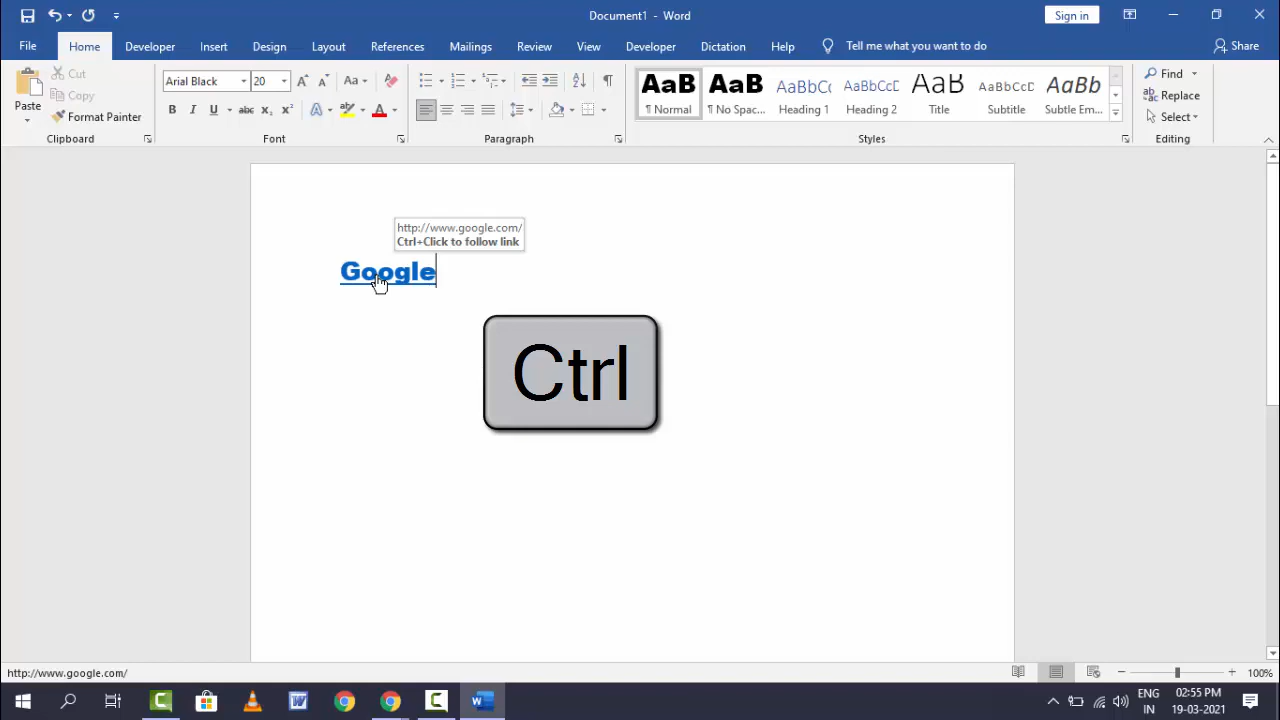 Document1 - Word
Sign in
File Home Developer Insert Design Layout References Mailings Review View Developer Dictation Help Tell me what you want to do Share
Paste
Cut
Copy
Format Painter
Clipboard
Arial Black 20
Font
Paragraph
AaB AaB AaBbCc AaBbCcD AaB AaBbCcD AaBb
¶ Normal ¶ No Spac... Heading 1 Heading 2 Title Subtitle Subtle Em...
Styles
Find
Replace
Select
Editing
http://www.google.com/
Ctrl+Click to follow link
Google
Ctrl
http://www.google.com/
100%
ENG
IN
02:55 PM
19-03-2021